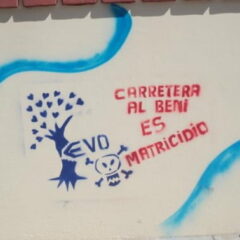 CARRETERA
AL BENI
ES
MATRICIDIO
EVO